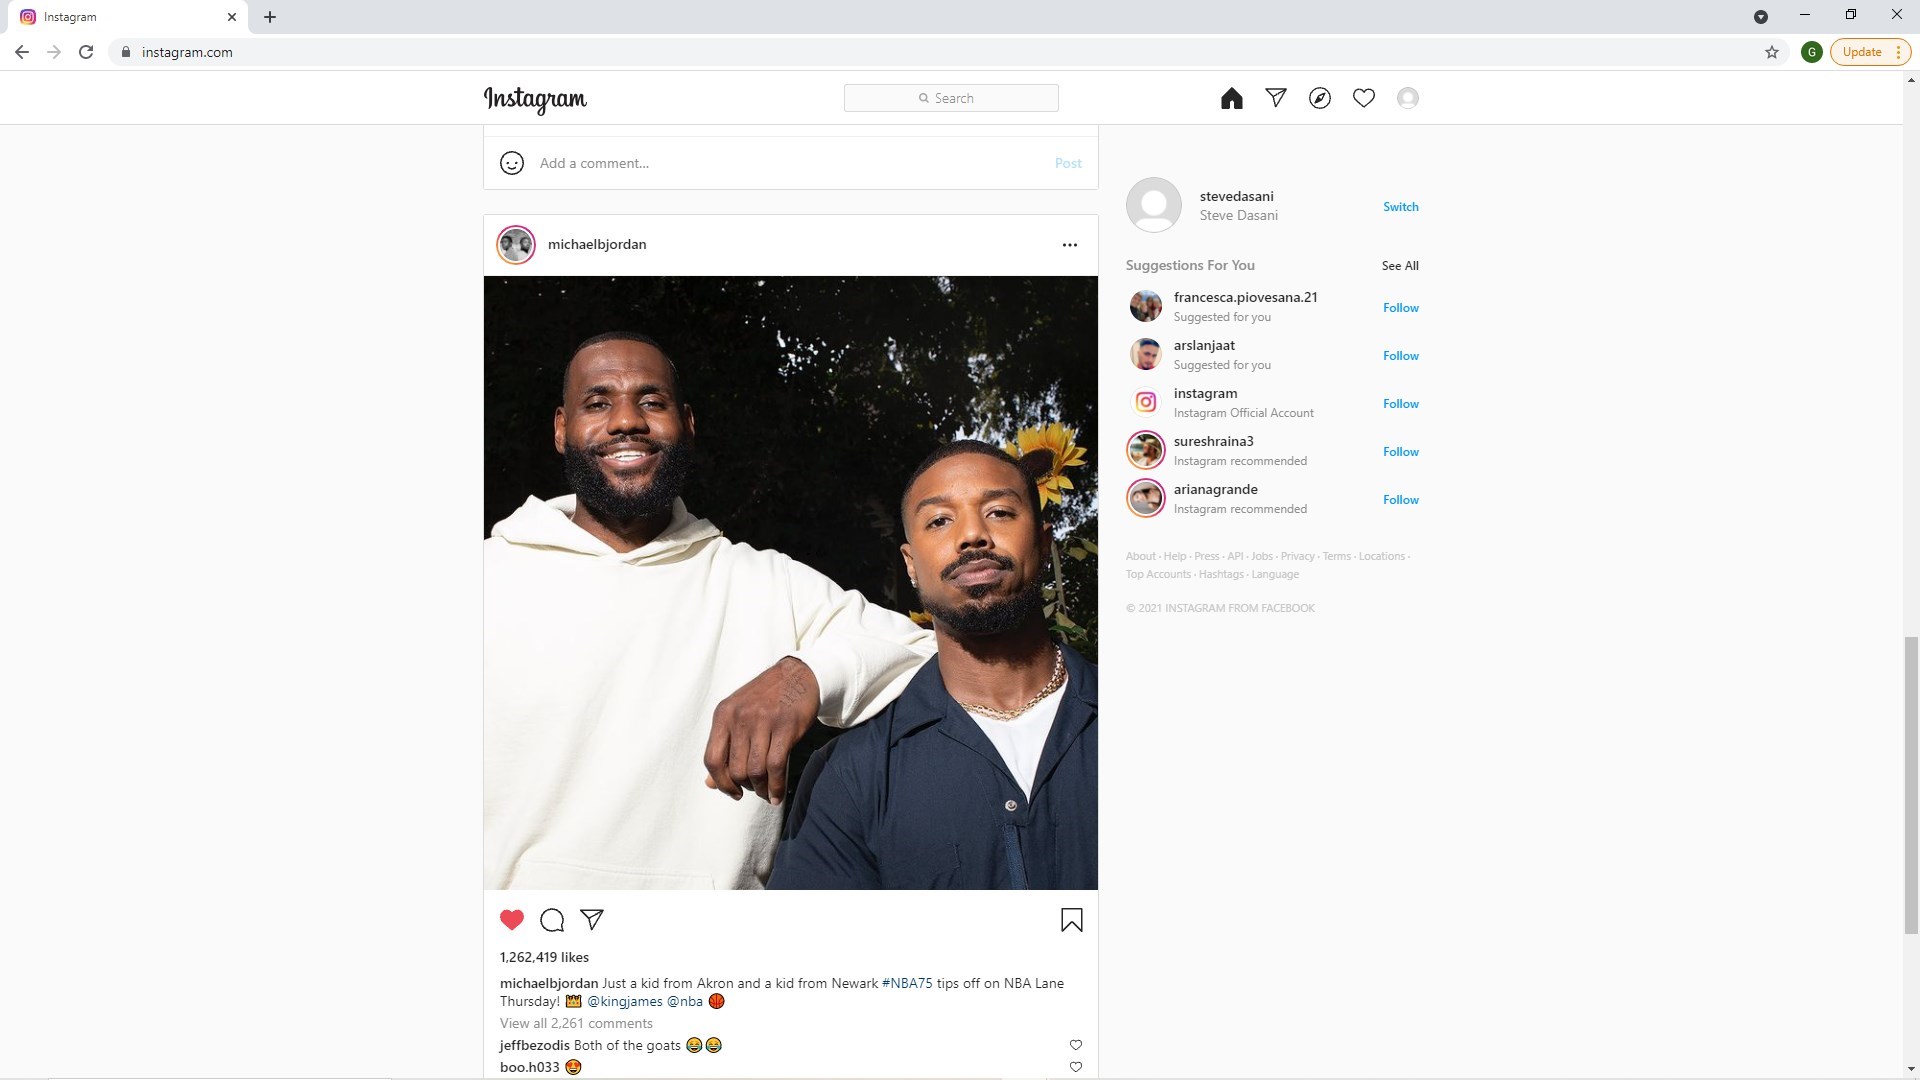 Instagram
instagram.com
G
Update
Instagram
Search
Add a comment...
Post
stevedasani
Steve Dasani
Switch
michaelbjordan
Suggestions For You
See All
francesca.piovesana.21
Suggested for you
Follow
arslanjaat
Suggested for you
Follow
instagram
Instagram Official Account
Follow
sureshraina3
Instagram recommended
Follow
arianagrande
Instagram recommended
Follow
About · Help · Press · API · Jobs · Privacy · Terms · Locations ·
Top Accounts · Hashtags · Language
© 2021 INSTAGRAM FROM FACEBOOK
1,262,419 likes
michaelbjordan Just a kid from Akron and a kid from Newark #NBA75 tips off on NBA Lane
Thursday! 👑 @kingjames @nba 🏀
View all 2,261 comments
jeffbezodis Both of the goats 😂😂
boo.h033 😍